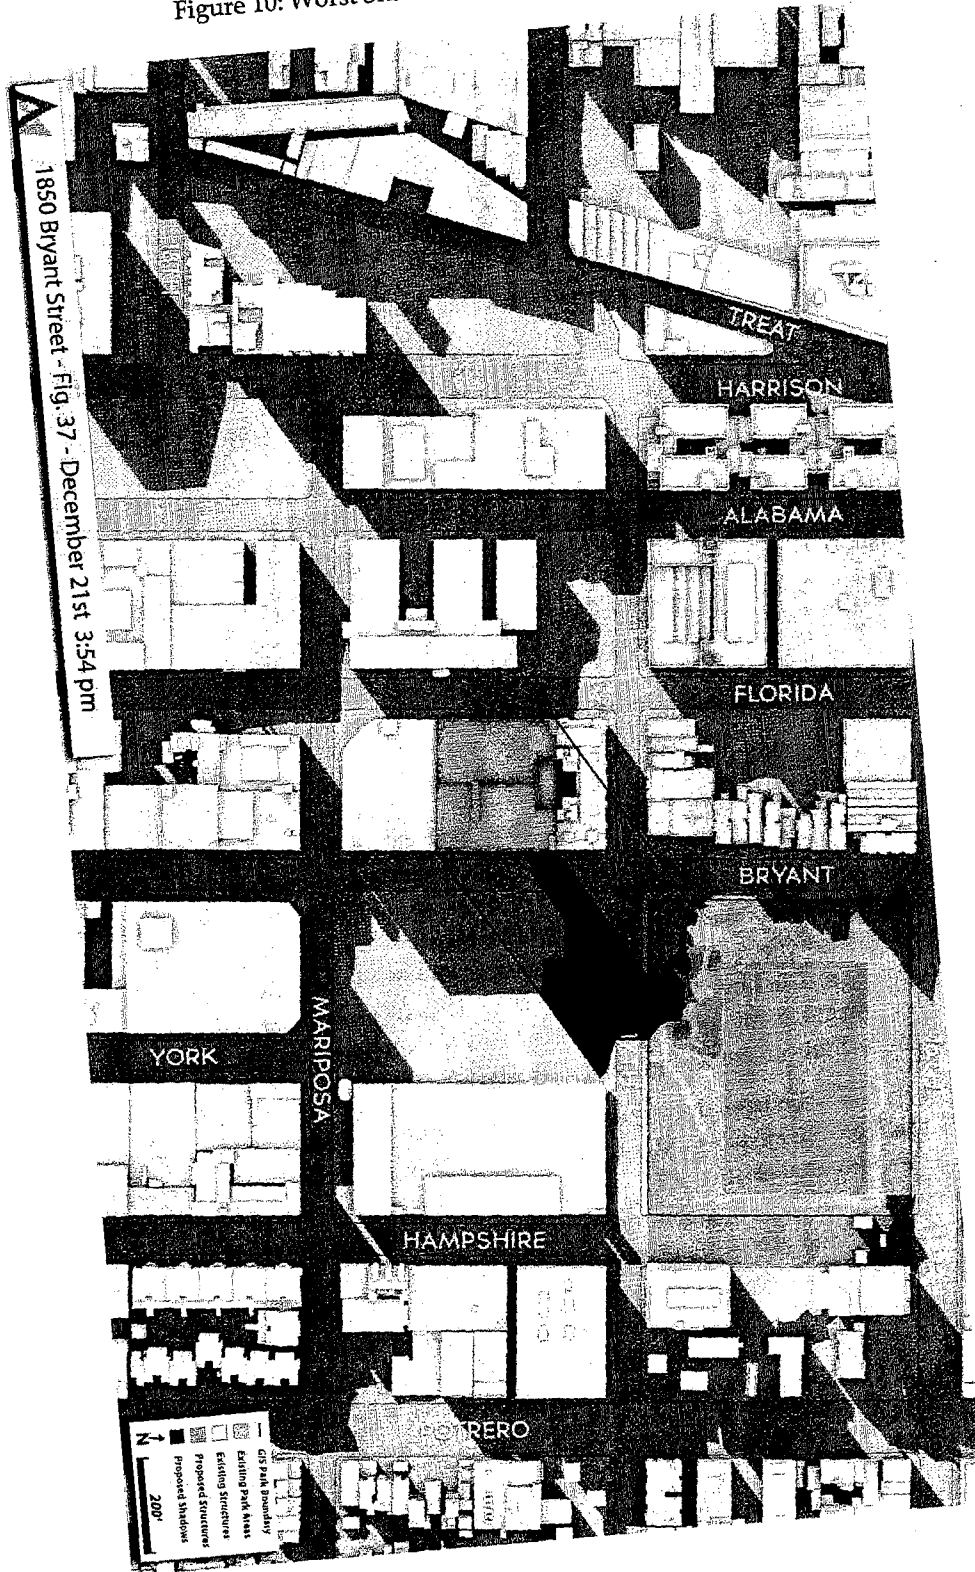 Figure 10: Worst
1850 Bryant Street - Fig. 37 - December 21st 3:54 pm
TREAT
HARRISON
ALABAMA
FLORIDA
BRYANT
MARIPOSA
YORK
HAMPSHIRE
POTRERO
GIS Park Boundary
Existing Park Areas
Existing Structures
Proposed Structures
Proposed Shadows
N
200'